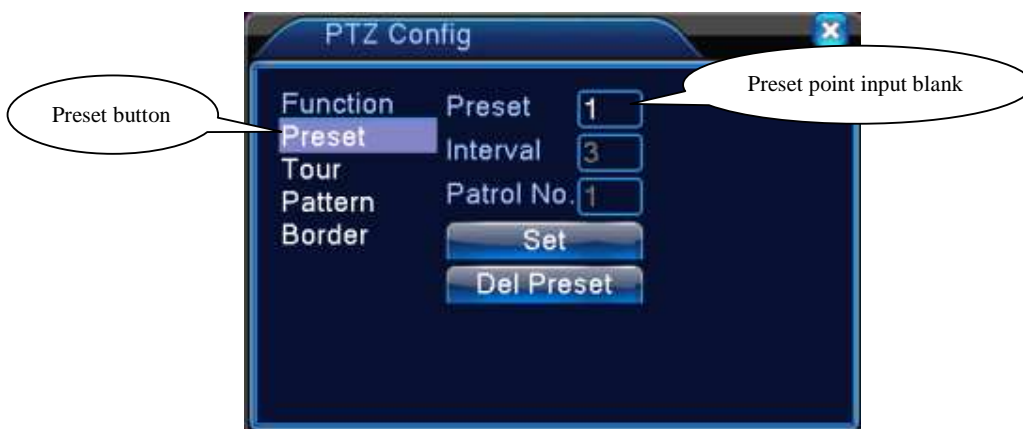 PTZ Config
Preset point input blank
Preset button
Function
Preset
Tour
Pattern
Border
Preset 1
Interval 3
Patrol No. 1
Set
Del Preset